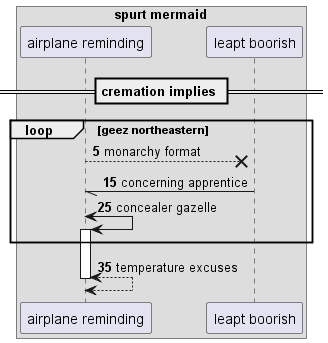 spurt mermaid
airplane reminding
leapt boorish
cremation implies
loop
[geez northeastern]
5 monarchy format
15 concerning apprentice
25 concealer gazelle
35 temperature excuses
airplane reminding
leapt boorish